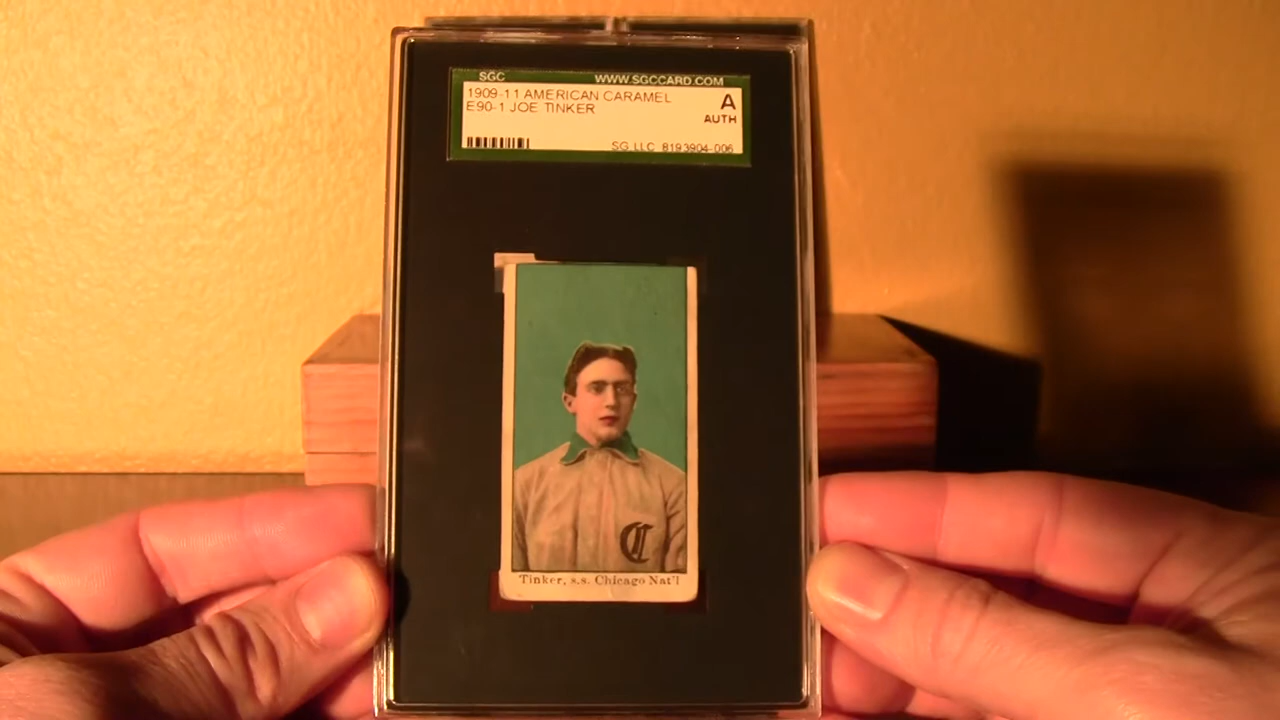 SGC WWW.SGCCARD.COM
1909-11 AMERICAN CARAMEL A
E90-1 JOE TINKER AUTH
SG LLC 8193904-006
C
Tinker, s.s. Chicago Nat'l